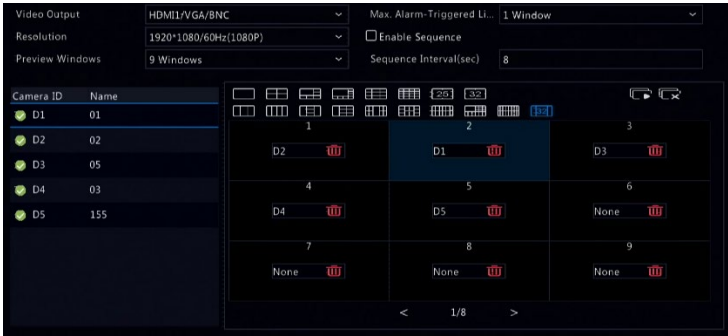 Video Output HDMI1/VGA/BNC Max. Alarm-Triggered Li... 1 Window
Resolution 1920*1080/60Hz(1080P) Enable Sequence
Preview Windows 9 Windows Sequence Interval(sec) 8
Camera ID Name
D1 01
D2 02
D3 05
D4 03
D5 155
25 32
32
1 2 3
D2 D1 D3
4 5 6
D4 D5 None
7 8 9
None None None
< 1/8 >